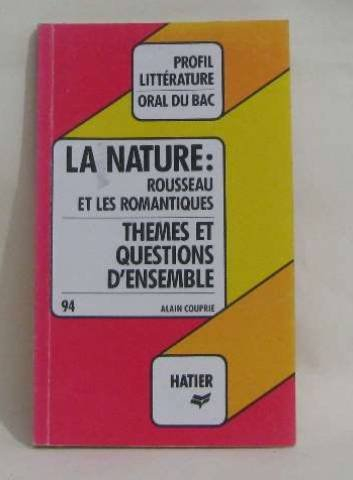 PROFIL
LITTÉRATURE
ORAL DU BAC
LA NATURE:
ROUSSEAU
ET LES ROMANTIQUES
THEMES ET
QUESTIONS
D'ENSEMBLE
94
ALAIN COUPRIE
HATIER